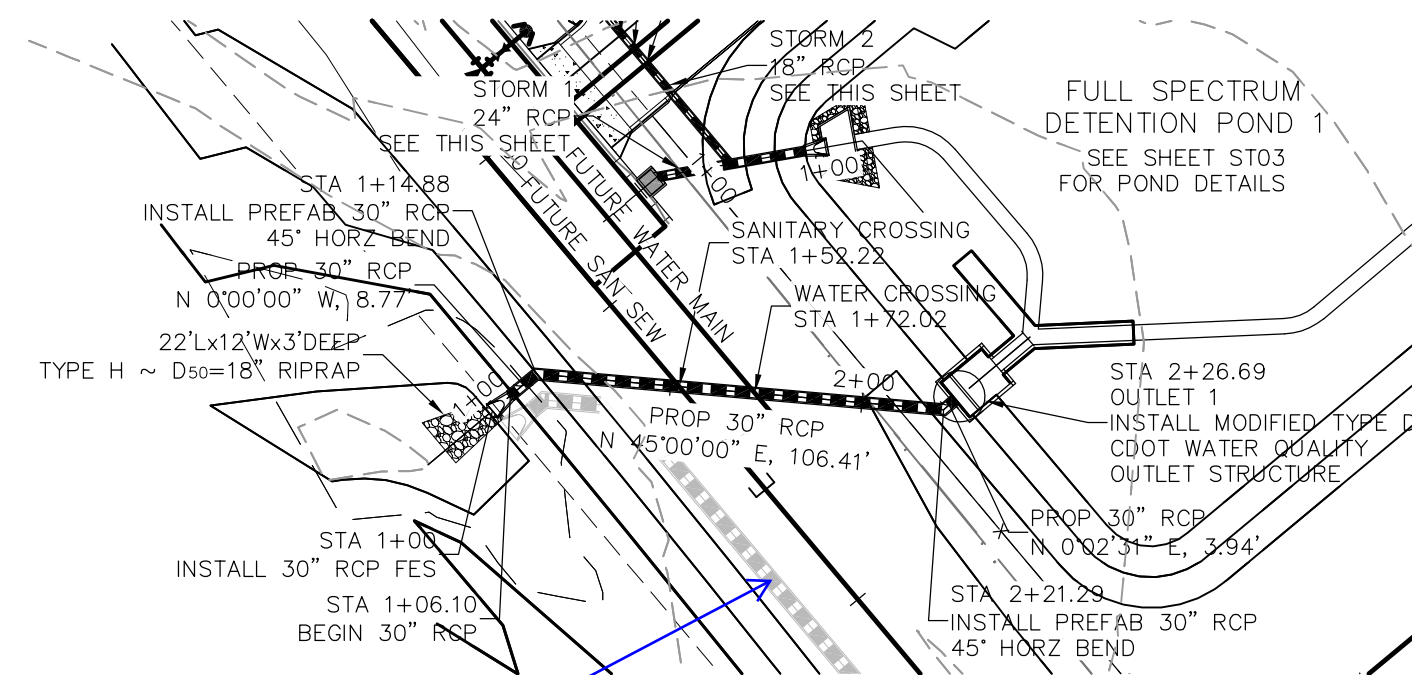 STORM 2
18” RCP
SEE THIS SHEET
FULL SPECTRUM
DETENTION POND 1
SEE SHEET ST03
FOR POND DETAILS
STORM 1
24” RCP
SEE THIS SHEET
1+00
1+00
FUTURE WATER MAIN
FUTURE SAN SEW
STA 1+14.88
INSTALL PREFAB 30” RCP
45° HORZ BEND
PROP 30” RCP
N 0°00’00” W, 8.77’
22’Lx12’Wx3’DEEP
TYPE H ~ D50=18” RIPRAP
SANITARY CROSSING
STA 1+52.22
WATER CROSSING
STA 1+72.02
1+00
2+00
PROP 30” RCP
N 45°00’00” E, 106.41’
STA 2+26.69
OUTLET 1
INSTALL MODIFIED TYPE D
CDOT WATER QUALITY
OUTLET STRUCTURE
PROP 30” RCP
N 0°02’31” E, 3.94’
STA 1+00
INSTALL 30” RCP FES
STA 1+06.10
BEGIN 30” RCP
STA 2+21.29
INSTALL PREFAB 30” RCP
45° HORZ BEND